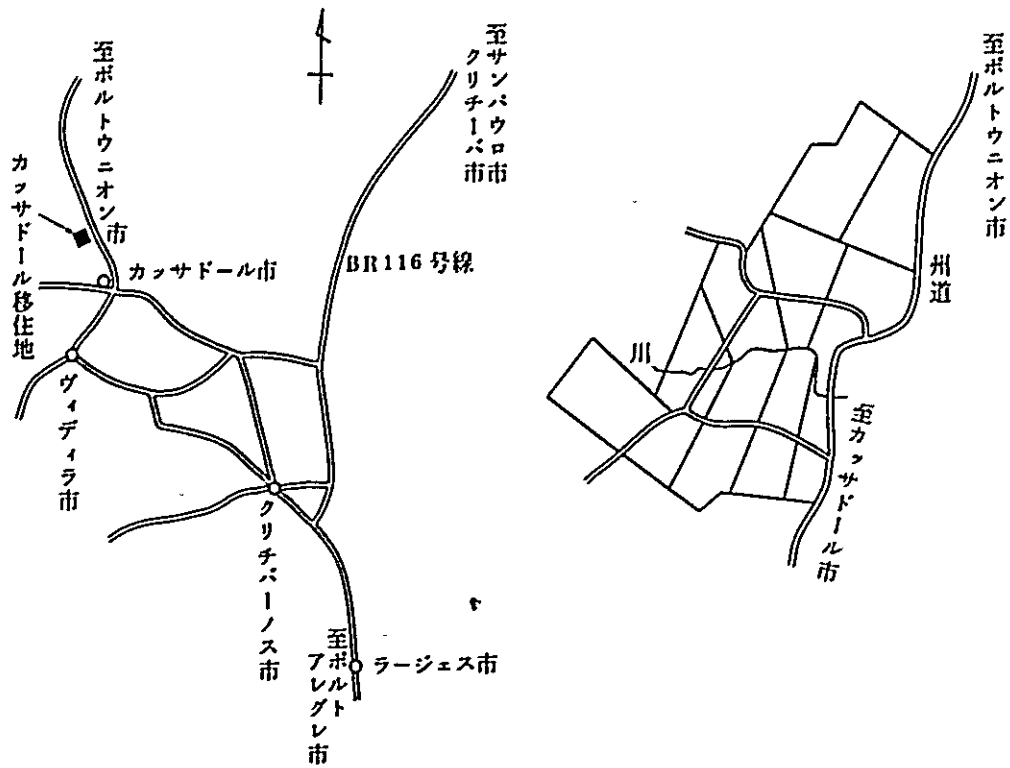 至ポルトウニオン市
カッサドール移住地
カッサドール市
ヴィディラ市
至サンパウロ市
クリチーバ市
BR116号線
クリチバーノス市
至ポルト
アレグレ市
ラージェス市
至ポルトウニオン市
州道
川
至カッサドール市